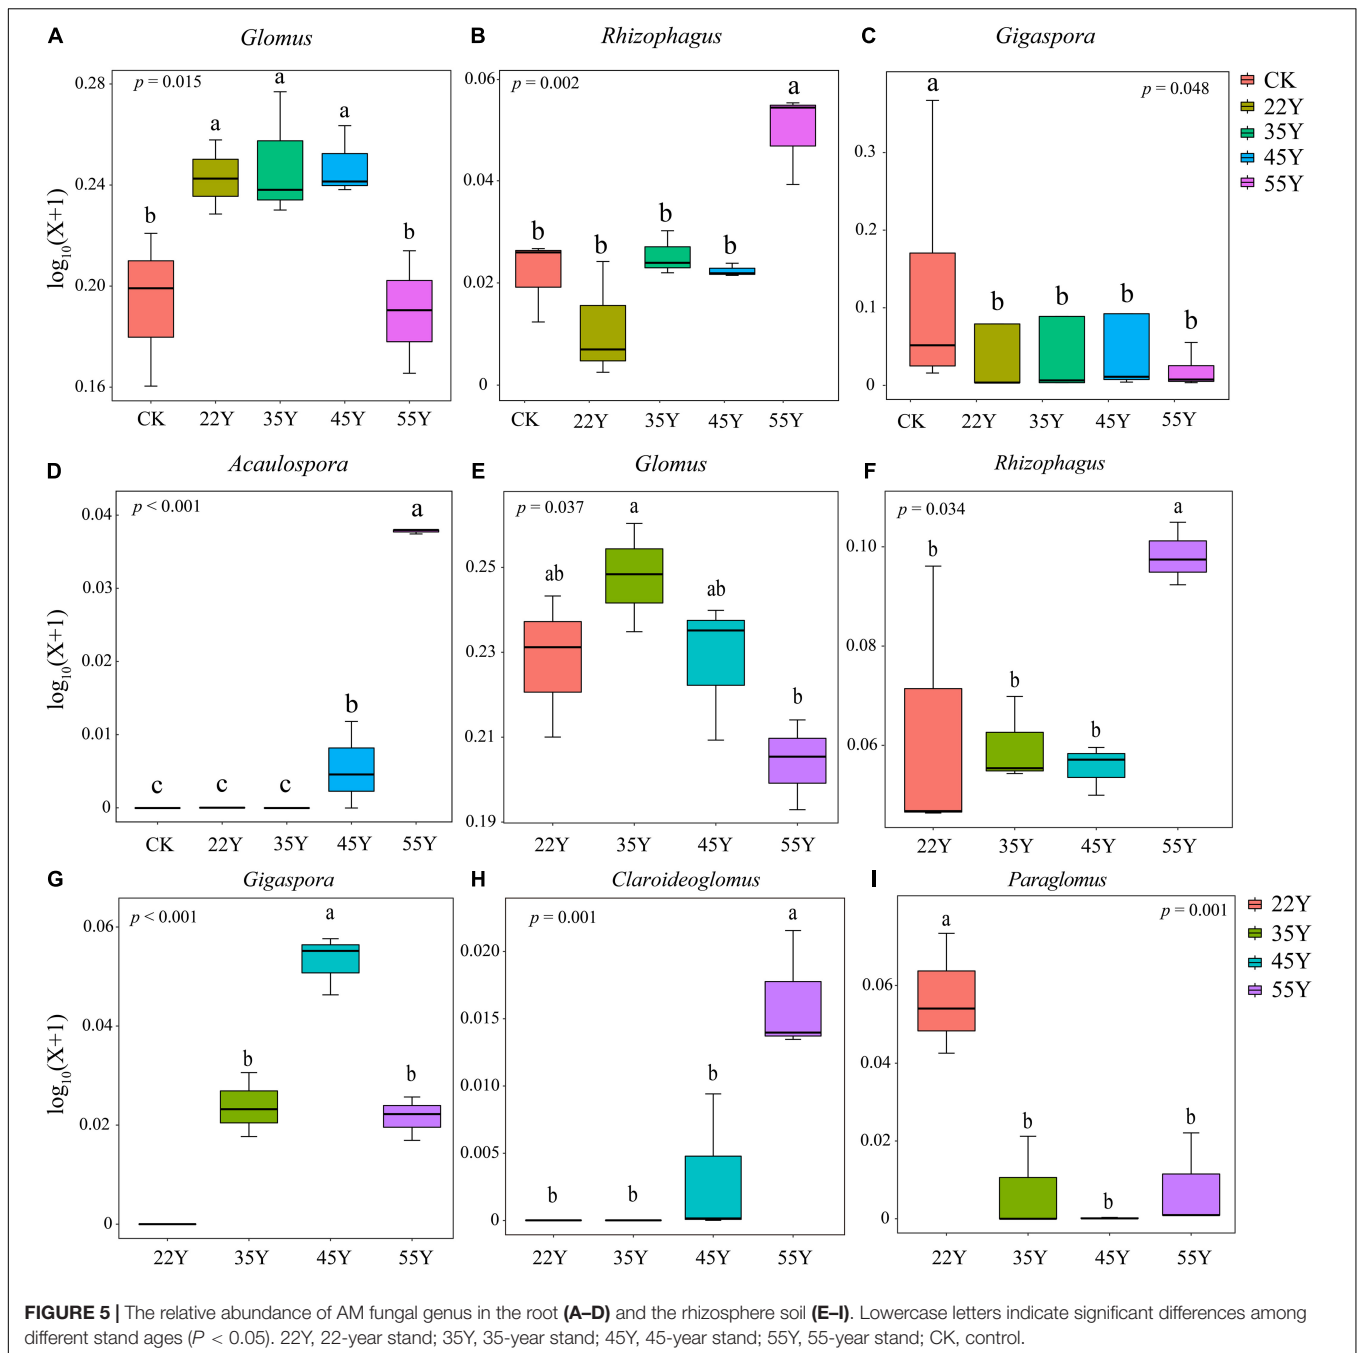 A
Glomus
p = 0.015
0.28
0.24
0.20
0.16
log10(X+1)
b
a
a
a
b
CK
22Y
35Y
45Y
55Y
B
Rhizophagus
p = 0.002
0.06
0.04
0.02
0
b
b
b
b
a
CK
22Y
35Y
45Y
55Y
C
Gigaspora
p = 0.048
0.3
0.2
0.1
0
a
b
b
b
b
CK
22Y
35Y
45Y
55Y
CK
22Y
35Y
45Y
55Y
D
Acaulospora
p < 0.001
0.04
0.03
0.02
0.01
0
log10(X+1)
c
c
c
b
a
CK
22Y
35Y
45Y
55Y
E
Glomus
p = 0.037
0.25
0.23
0.21
0.19
ab
a
ab
b
22Y
35Y
45Y
55Y
F
Rhizophagus
p = 0.034
0.10
0.08
0.06
b
b
b
a
22Y
35Y
45Y
55Y
G
Gigaspora
p < 0.001
0.06
0.04
0.02
0
log10(X+1)
b
a
b
22Y
35Y
45Y
55Y
H
Claroideoglomus
p = 0.001
0.020
0.015
0.010
0.005
0
b
b
b
a
22Y
35Y
45Y
55Y
I
Paraglomus
p = 0.001
0.06
0.04
0.02
0
a
b
b
b
22Y
35Y
45Y
55Y
22Y
35Y
45Y
55Y
FIGURE 5 | The relative abundance of AM fungal genus in the root (A–D) and the rhizosphere soil (E–I). Lowercase letters indicate significant differences among
different stand ages (P < 0.05). 22Y, 22-year stand; 35Y, 35-year stand; 45Y, 45-year stand; 55Y, 55-year stand; CK, control.